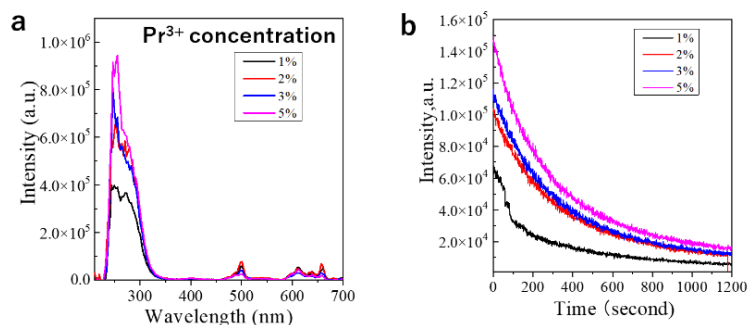 a
Pr³⁺ concentration
1%
2%
3%
5%
Intensity (a.u.)
1.0×10⁶
8.0×10⁵
6.0×10⁵
4.0×10⁵
2.0×10⁵
0.0
300 400 500 600 700
Wavelength (nm)
b
1%
2%
3%
5%
Intensity,a.u.
1.6×10⁵
1.4×10⁵
1.2×10⁵
1.0×10⁵
8.0×10⁴
6.0×10⁴
4.0×10⁴
2.0×10⁴
0 200 400 600 800 1000 1200
Time (second)